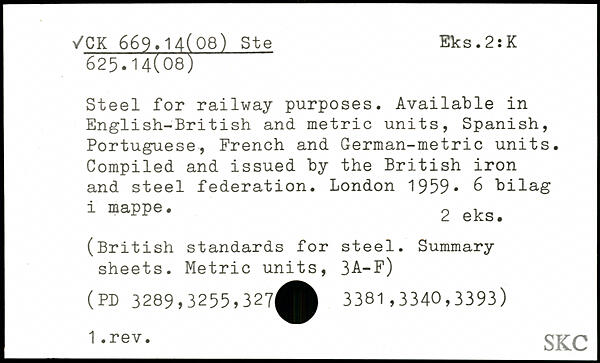 ✓CK 669.14(08) Ste Eks.2:K
625.14(08)
Steel for railway purposes. Available in
English-British and metric units, Spanish,
Portuguese, French and German-metric units.
Compiled and issued by the British iron
and steel federation. London 1959. 6 bilag
i mappe.
2 eks.
(British standards for steel. Summary
sheets. Metric units, 3A-F)
(PD 3289,3255,327 3381,3340,3393)
1.rev.
SKC